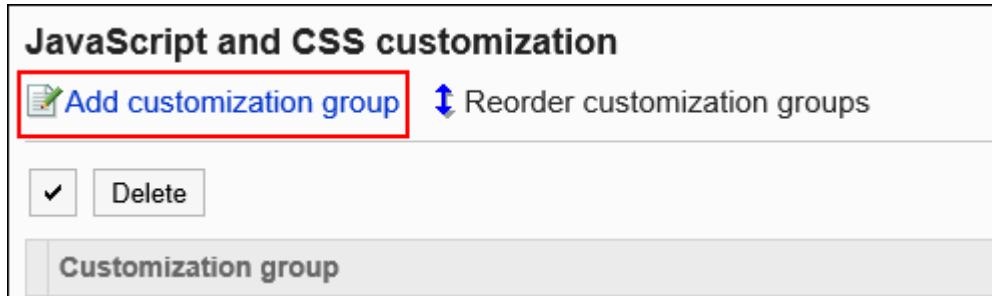 JavaScript and CSS customization
Add customization group Reorder customization groups
Delete
Customization group